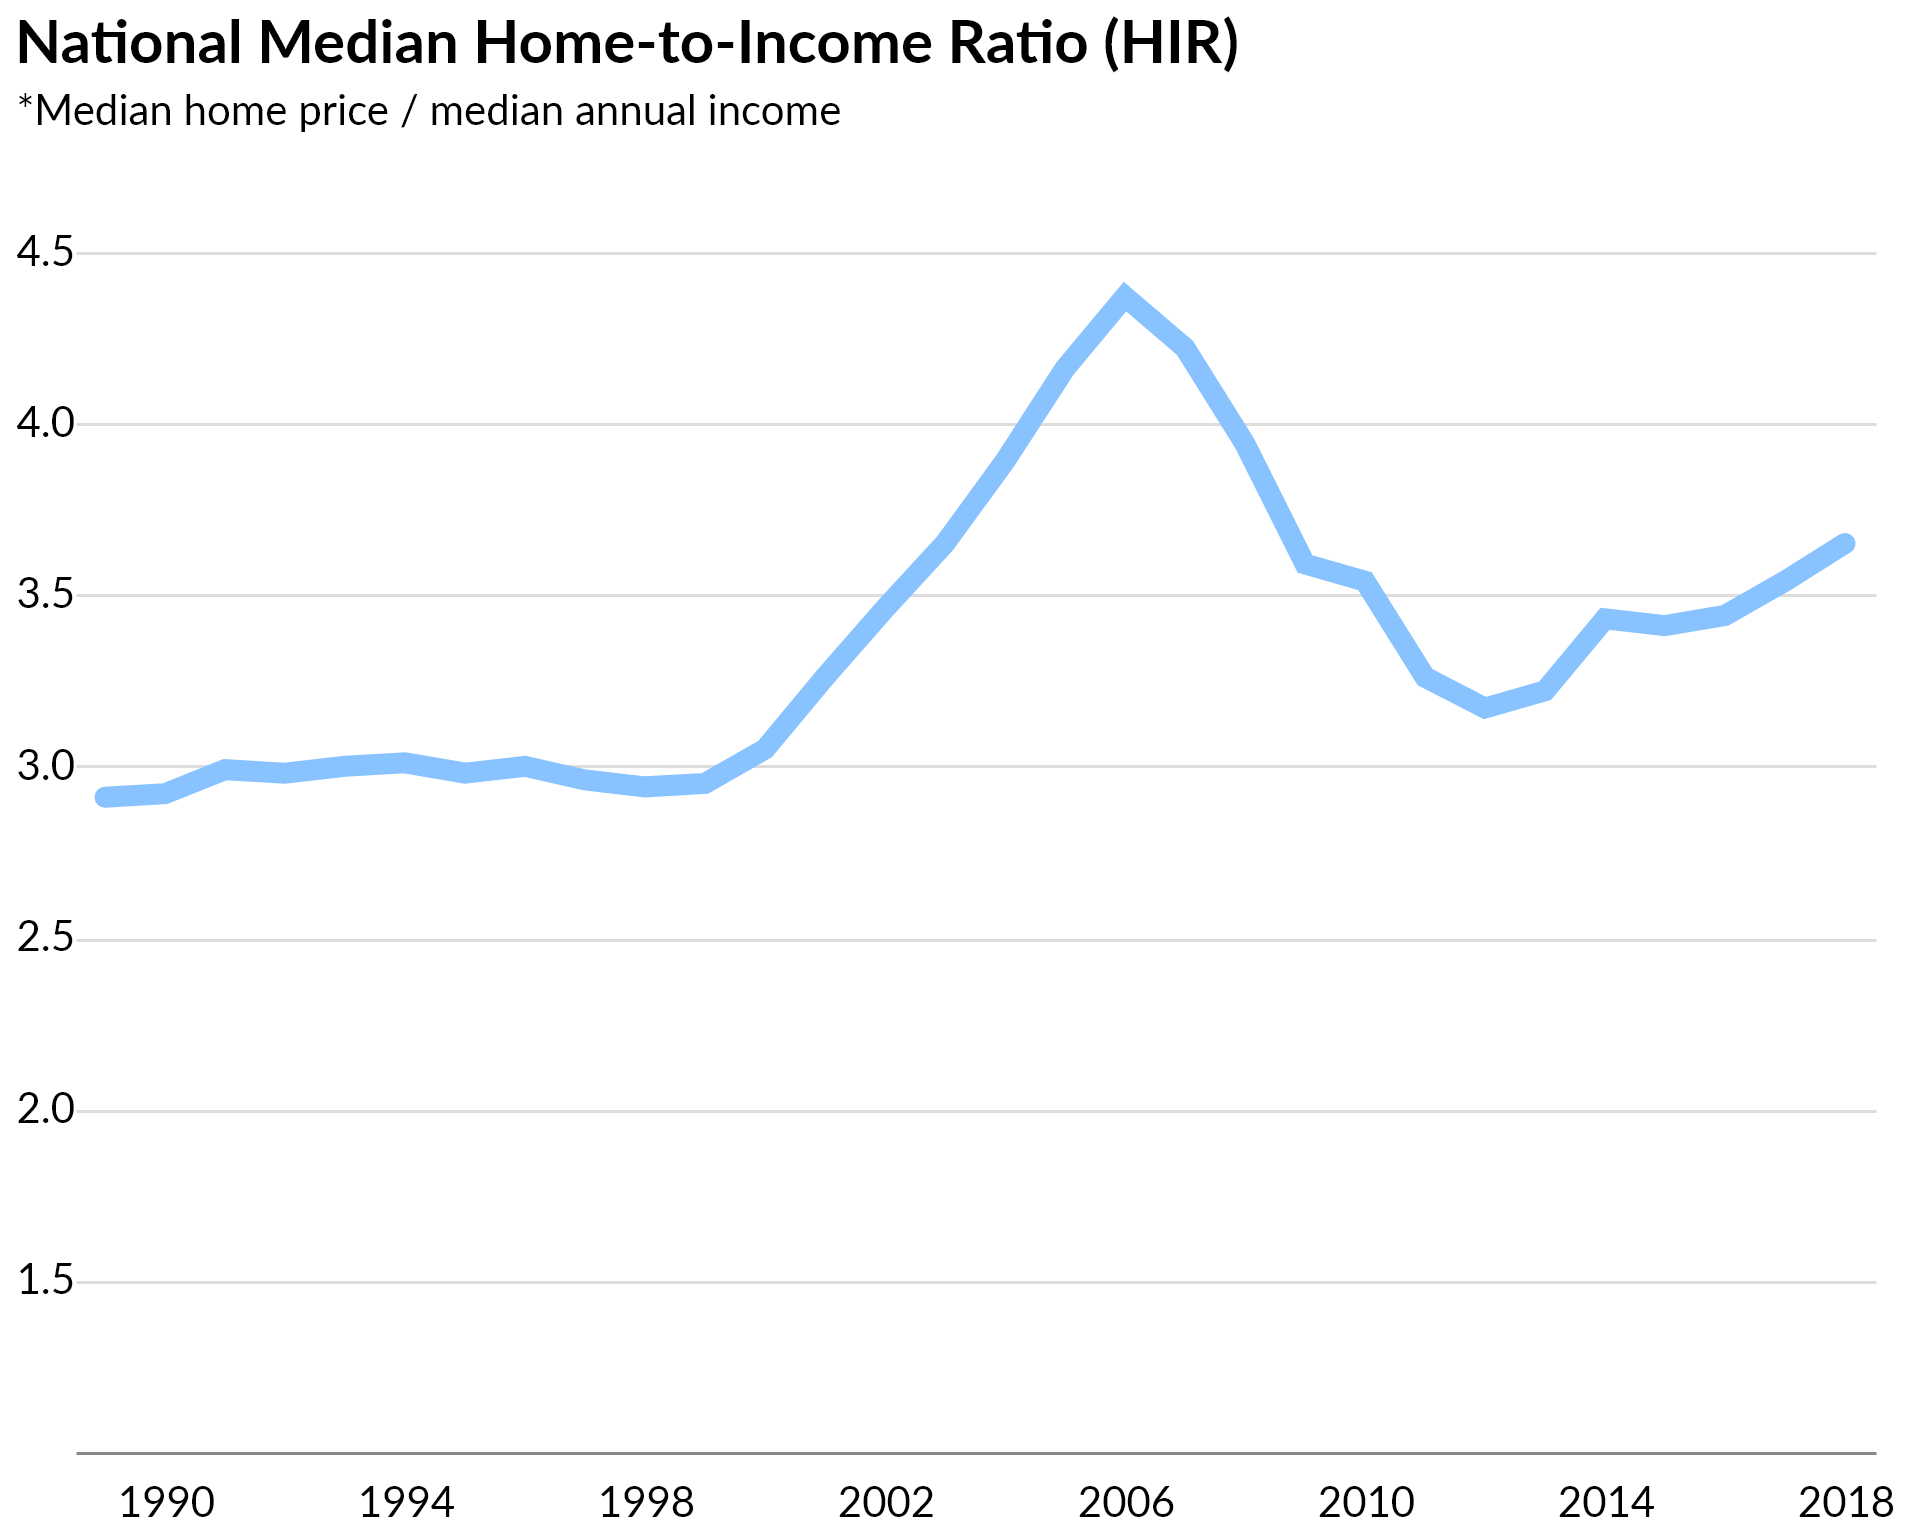 National Median Home-to-Income Ratio (HIR)
*Median home price / median annual income
4.5
4.0
3.5
3.0
2.5
2.0
1.5
1990 1994 1998 2002 2006 2010 2014 2018